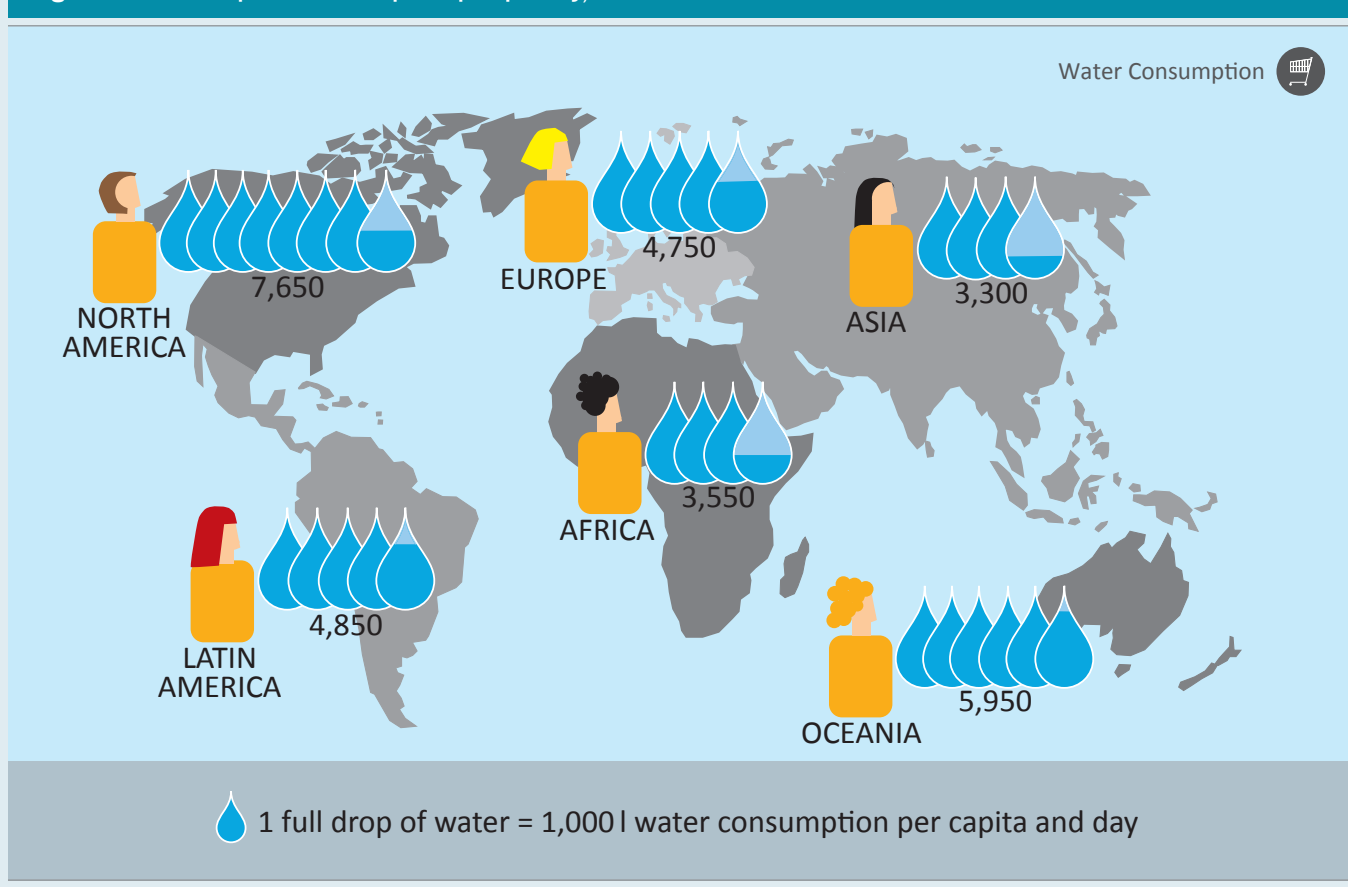 Water Consumption
7,650
NORTH
AMERICA
4,750
EUROPE
3,300
ASIA
3,550
AFRICA
4,850
LATIN
AMERICA
5,950
OCEANIA
1 full drop of water = 1,000 l water consumption per capita and day